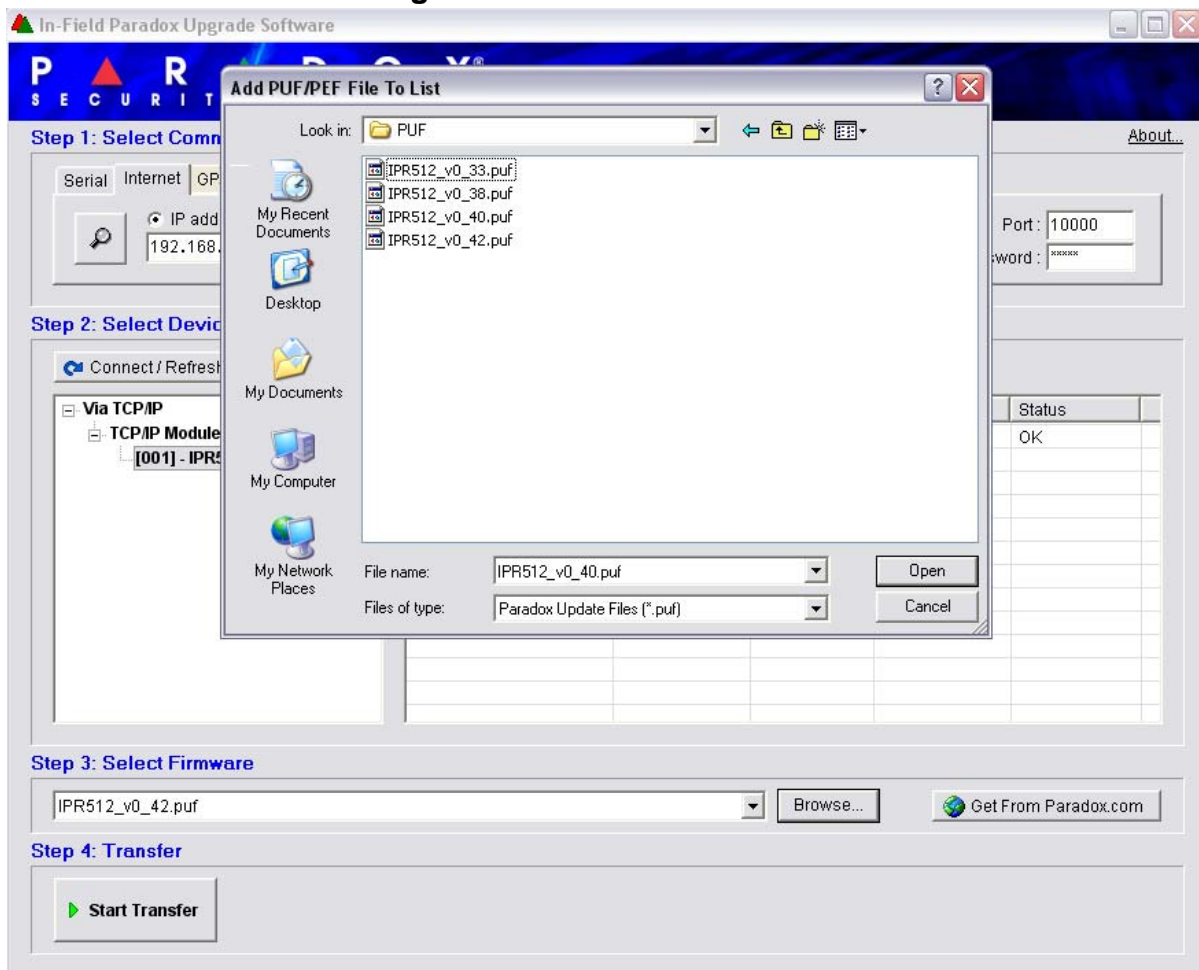 In-Field Paradox Upgrade Software
P A R
SECURIT
Add PUF/PEF File To List
Look in: PUF
About...
Step 1: Select Comm
Serial Internet GP
IP add
192.168.
Port: 10000
sword: *****
IPR512_v0_33.puf
IPR512_v0_38.puf
IPR512_v0_40.puf
IPR512_v0_42.puf
My Recent Documents
Desktop
My Documents
My Computer
My Network Places
File name: IPR512_v0_40.puf Open
Files of type: Paradox Update Files (*.puf) Cancel
Step 2: Select Devic
Connect / Refresh
Via TCP/IP
TCP/IP Module
[001] - IPR5
Status
OK
Step 3: Select Firmware
IPR512_v0_42.puf Browse... Get From Paradox.com
Step 4: Transfer
Start Transfer